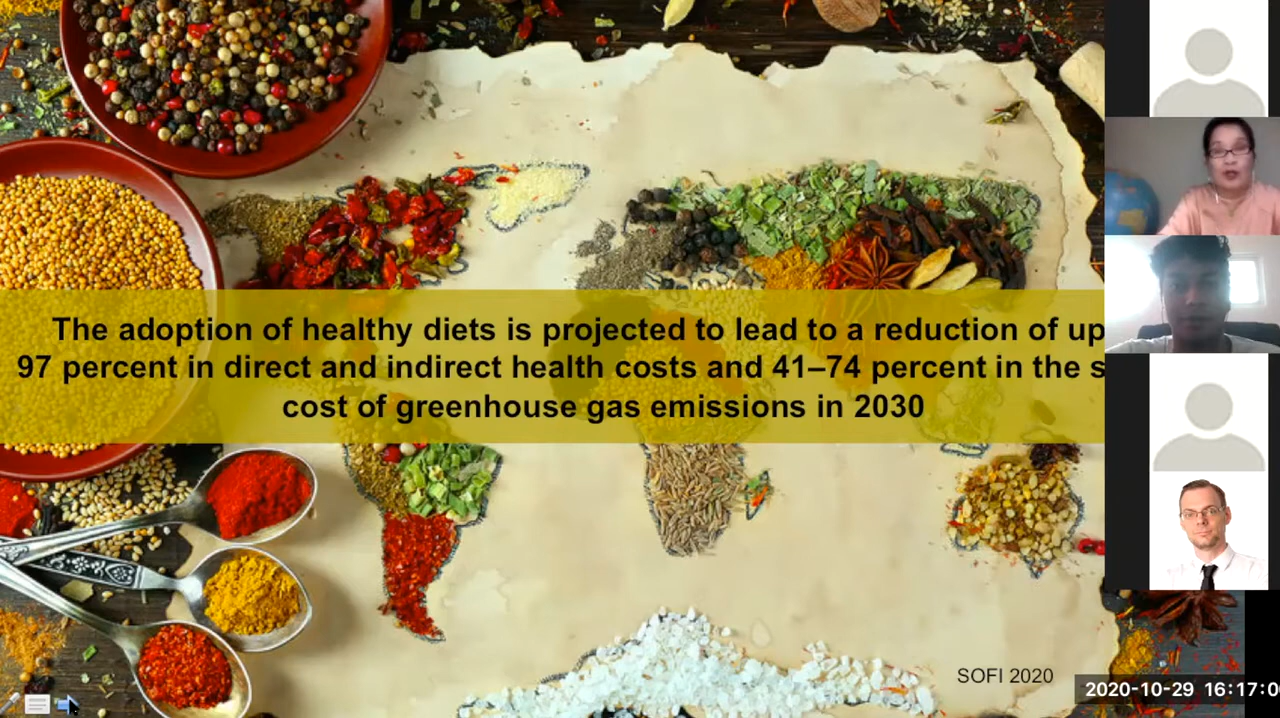 The adoption of healthy diets is projected to lead to a reduction of up
97 percent in direct and indirect health costs and 41–74 percent in the s
cost of greenhouse gas emissions in 2030
SOFI 2020
2020-10-29 16:17:0